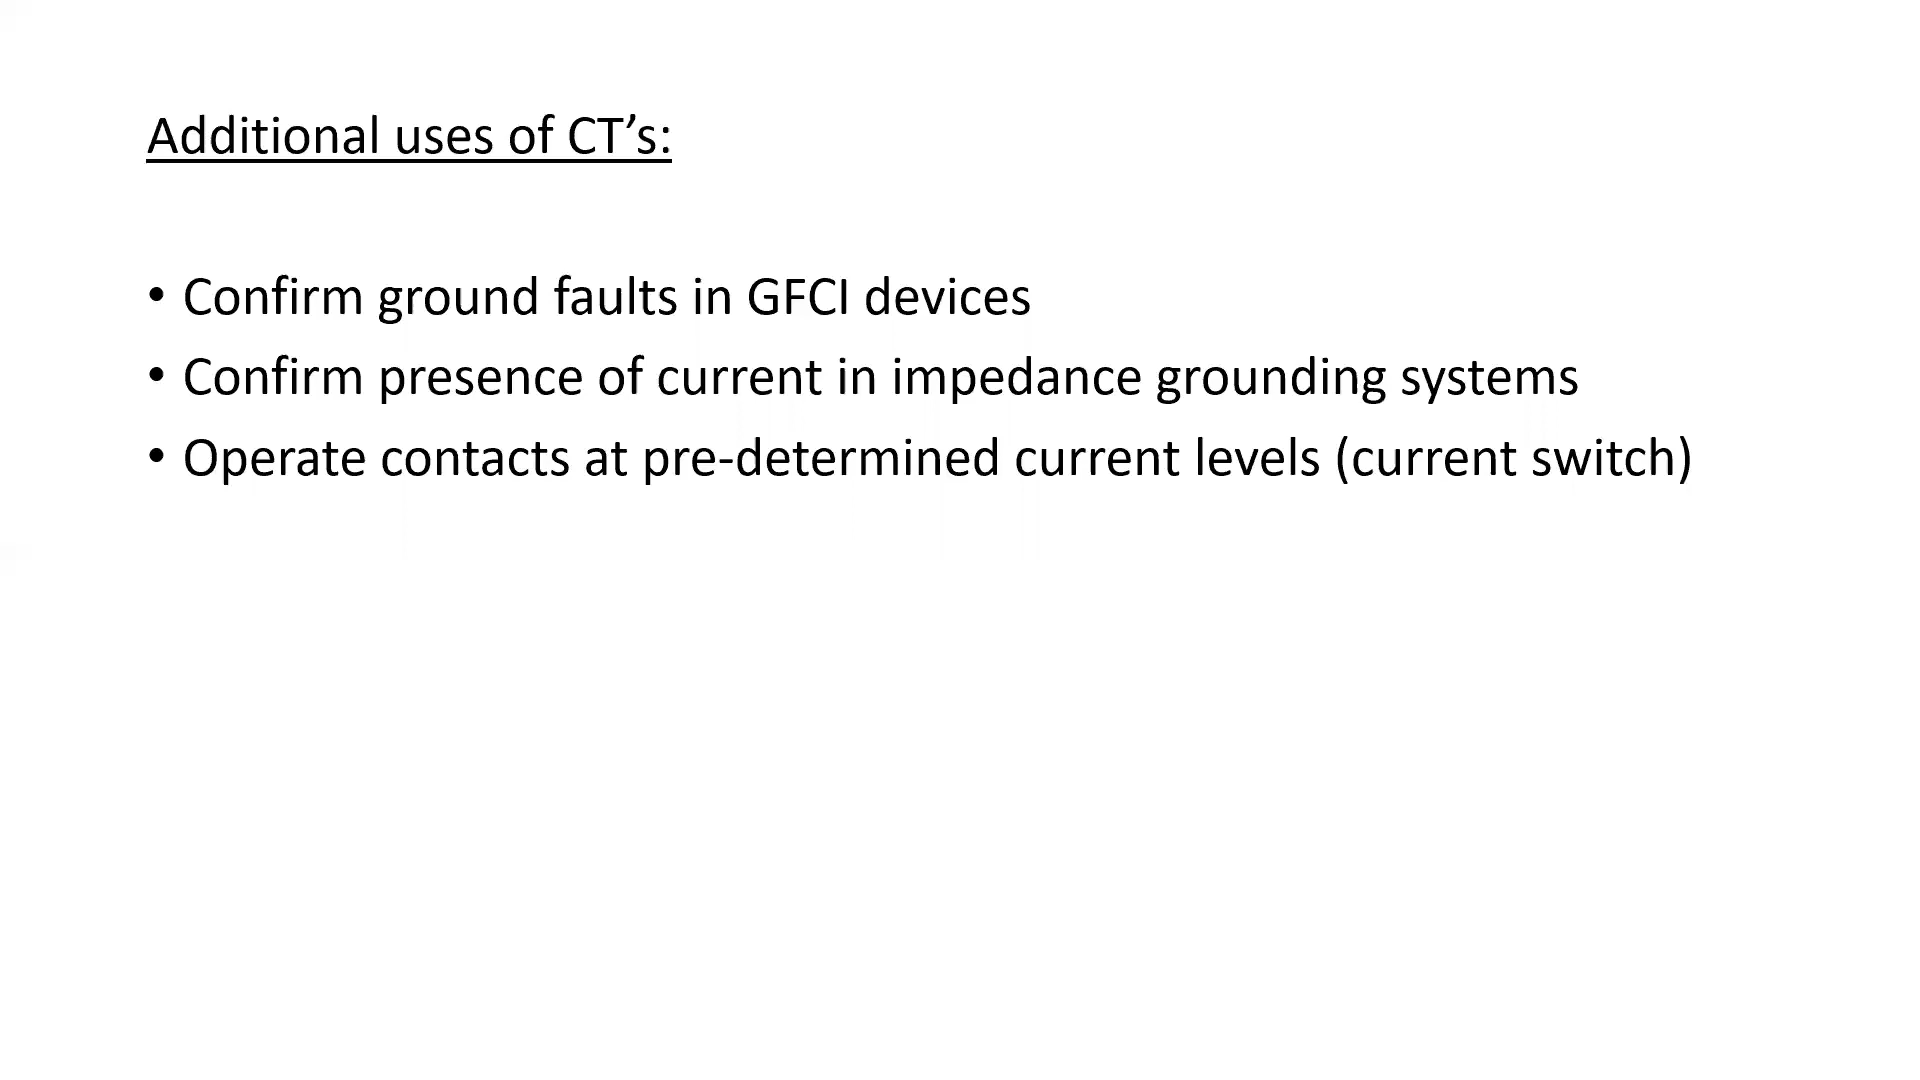 Additional uses of CT’s:
• Confirm ground faults in GFCI devices
• Confirm presence of current in impedance grounding systems
• Operate contacts at pre-determined current levels (current switch)